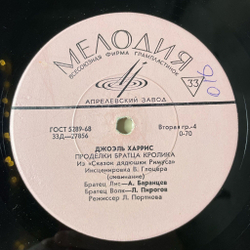 МЕЛОДИЯ
ВСЕСОЮЗНАЯ ФИРМА ГРАМПЛАСТИНОК
33
АПРЕЛЕВСКИЙ ЗАВОД
ГОСТ 5289-68
33Д—27856
Вторая гр.-4
0-70
ДЖОЭЛЬ ХАРРИС
ПРОДЕЛКИ БРАТЦА КРОЛИКА
Из «Сказок дядюшки Римуса»
Инсценировка В. Глоцера
(окончание)
Братец Лис—А. Баранцев
Братец Волк—Л. Пирогов
Режиссер Л. Портнова